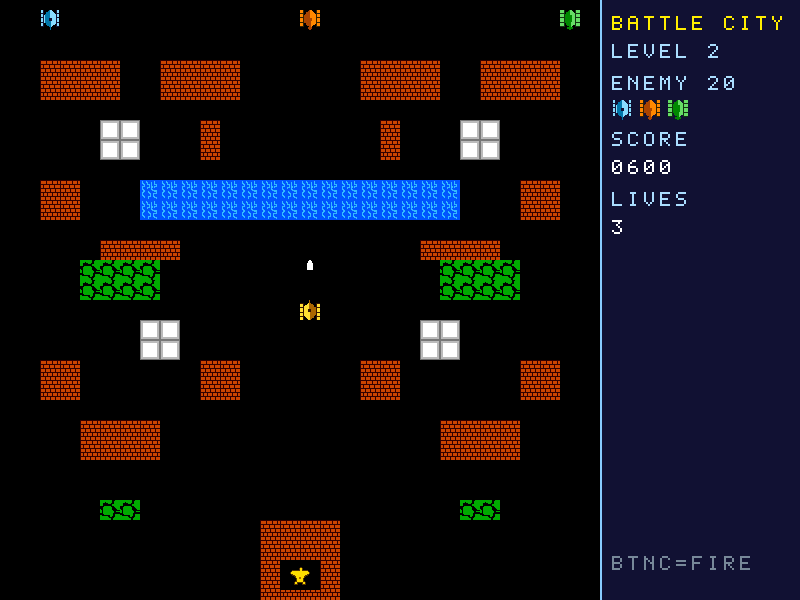 BATTLE CITY
LEVEL 2
ENEMY 20
SCORE
0600
LIVES
3
BTNC=FIRE